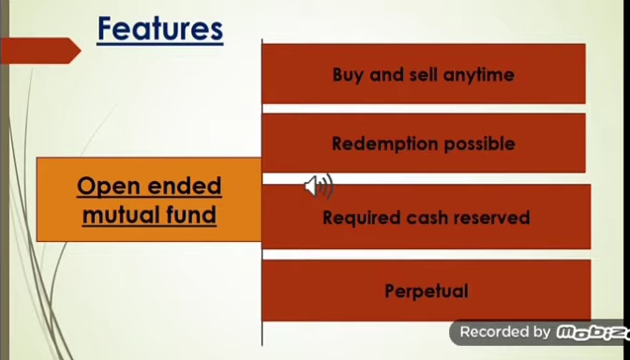 Features
Buy and sell anytime
Redemption possible
Open ended
mutual fund
Required cash reserved
Perpetual
Recorded by